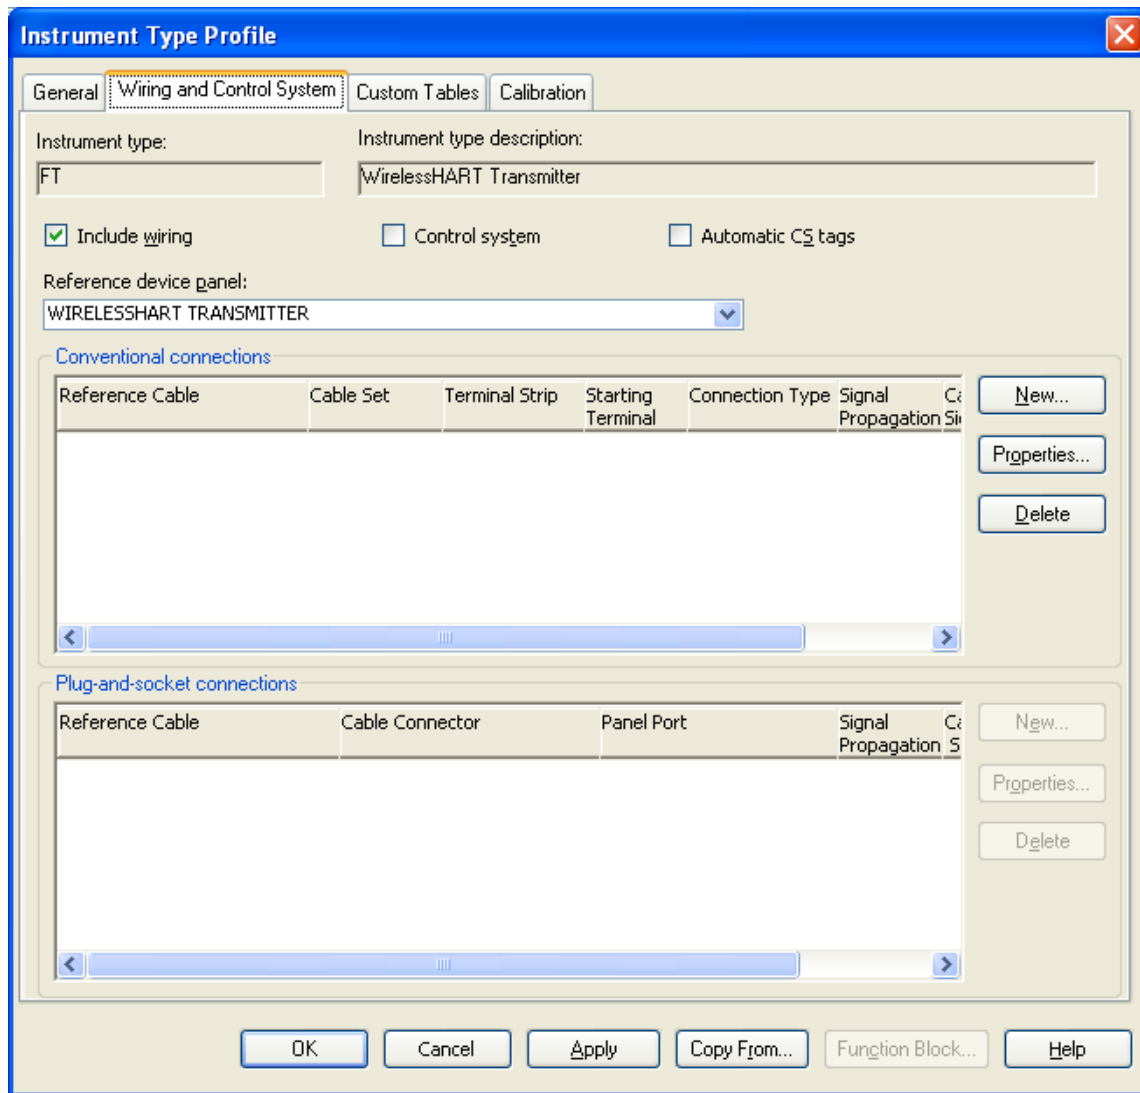 Instrument Type Profile
General Wiring and Control System Custom Tables Calibration
Instrument type: Instrument type description:
FT WirelessHART Transmitter
Include wiring Control system Automatic CS tags
Reference device panel:
WIRELESSHART TRANSMITTER
Conventional connections
Reference Cable Cable Set Terminal Strip Starting Terminal Connection Type Signal Propagation
New...
Properties...
Delete
Plug-and-socket connections
Reference Cable Cable Connector Panel Port Signal Propagation
New...
Properties...
Delete
OK Cancel Apply Copy From... Function Block... Help